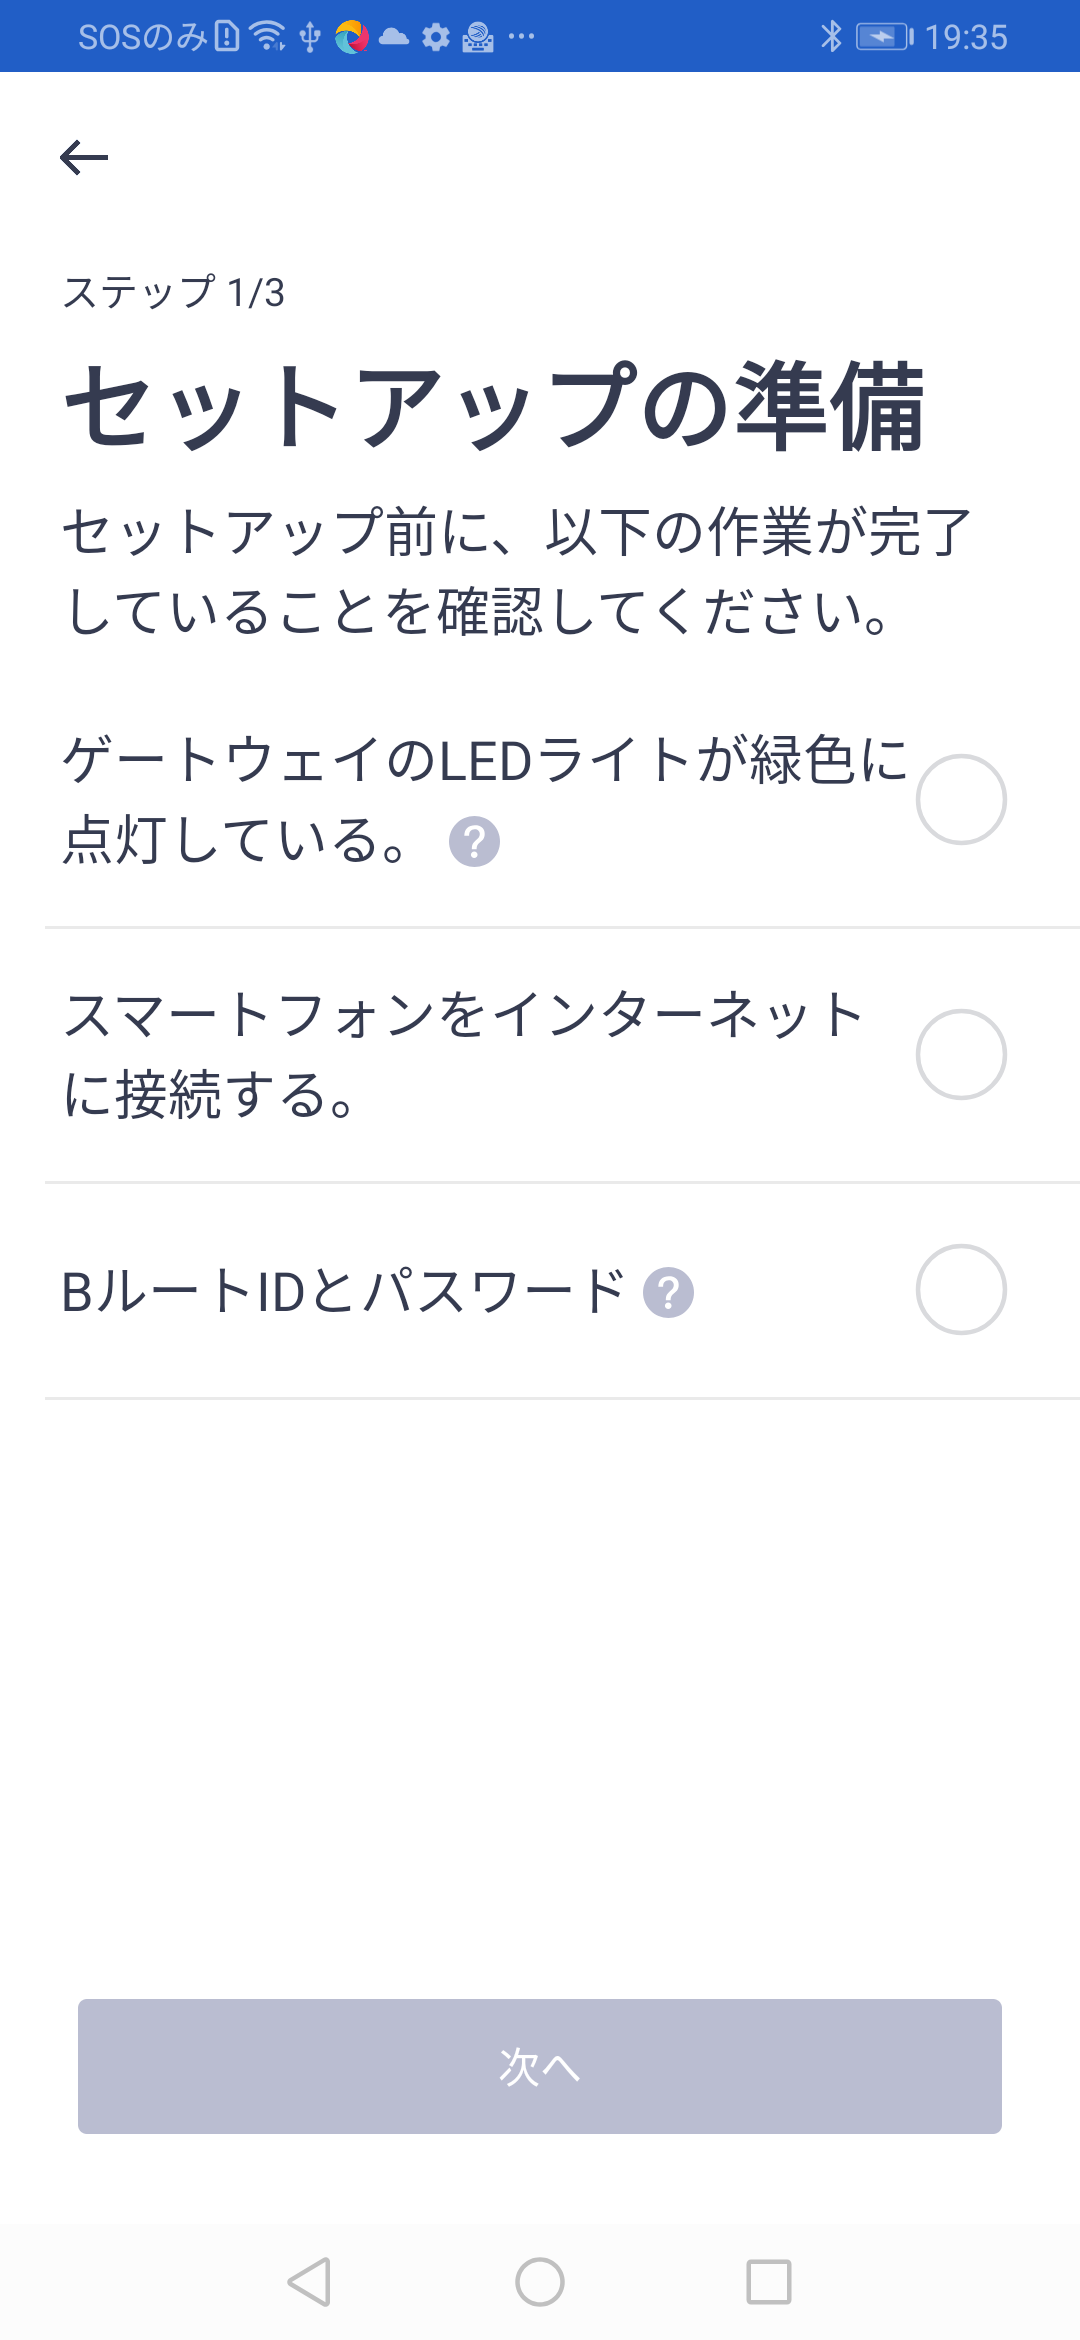 SOSのみ 19:35
ステップ 1/3
セットアップの準備
セットアップ前に、以下の作業が完了
していることを確認してください。
ゲートウェイのLEDライトが緑色に
点灯している。 ?
スマートフォンをインターネット
に接続する。
BルートIDとパスワード ?
次へ